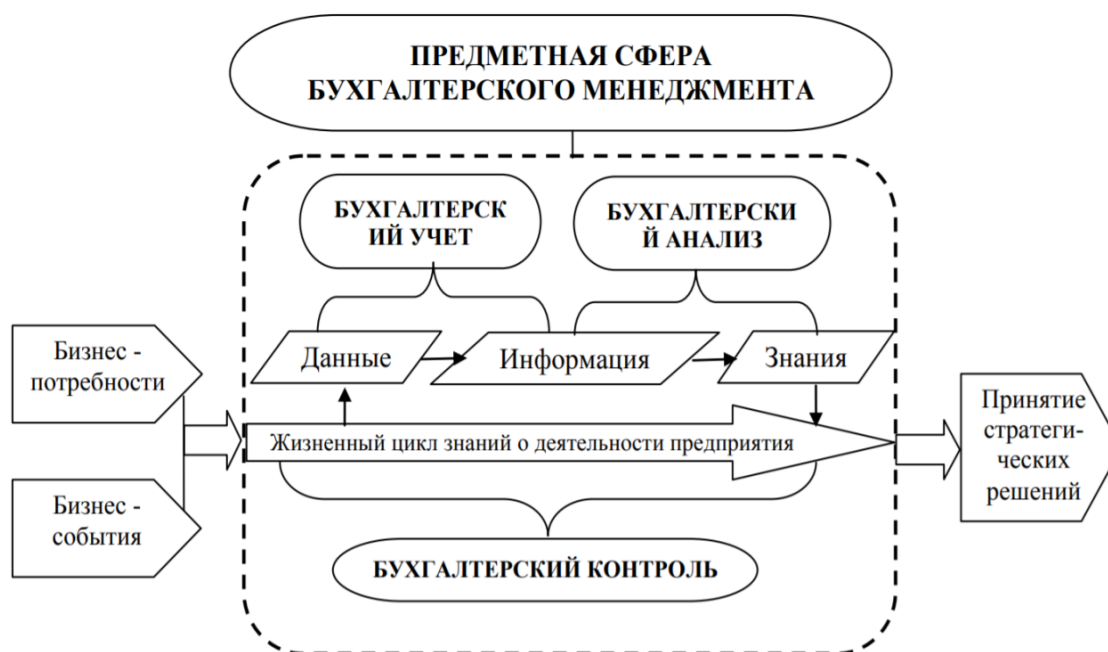 ПРЕДМЕТНАЯ СФЕРА
БУХГАЛТЕРСКОГО МЕНЕДЖМЕНТА
БУХГАЛТЕРСК
ИЙ УЧЕТ
БУХГАЛТЕРСКИ
Й АНАЛИЗ
Бизнес -
потребности
Данные
Информация
Знания
Жизненный цикл знаний о деятельности предприятия
Принятие
стратеги-
ческих
решений
Бизнес -
события
БУХГАЛТЕРСКИЙ КОНТРОЛЬ